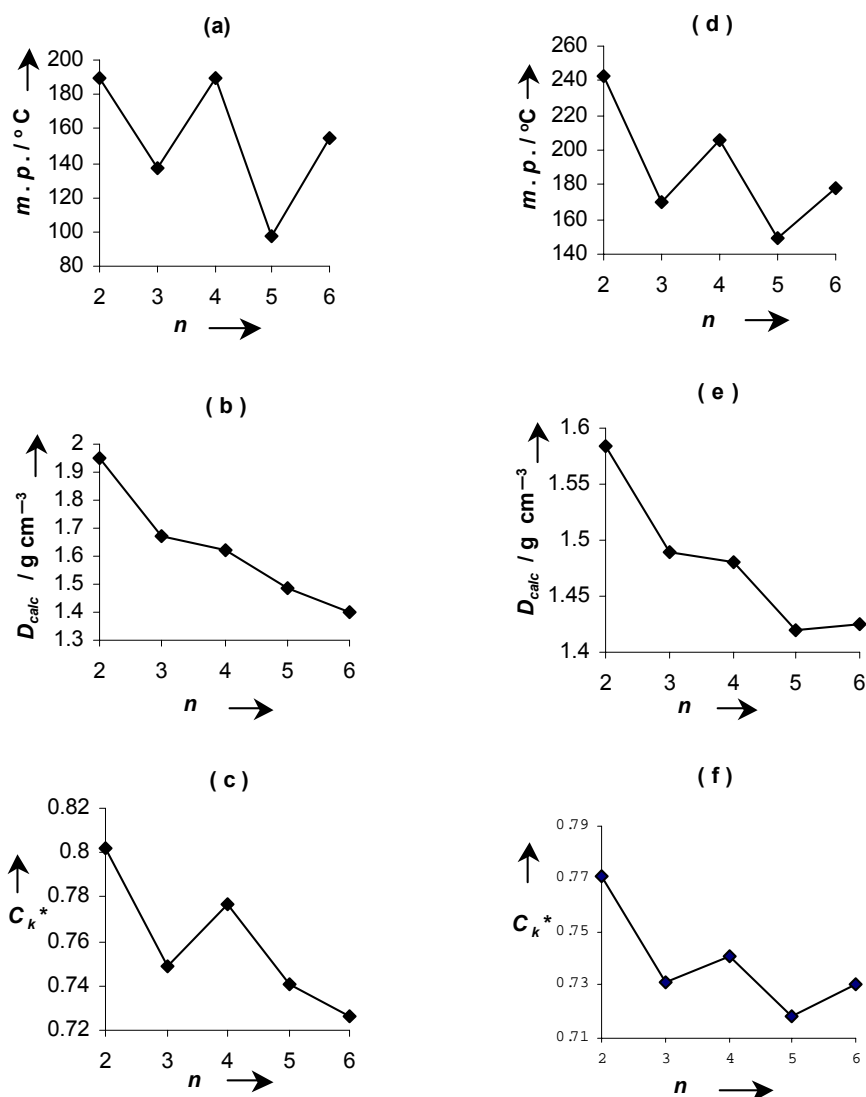 (a)
m. p. / º C
200
180
160
140
120
100
80
2 3 4 5 6
n
( d )
m. p. / ºC
260
240
220
200
180
160
140
2 3 4 5 6
n
( b )
D calc / g cm–3
2
1.9
1.8
1.7
1.6
1.5
1.4
1.3
2 3 4 5 6
n
( e )
D calc / g cm–3
1.6
1.55
1.5
1.45
1.4
2 3 4 5 6
n
( c )
C k *
0.82
0.8
0.78
0.76
0.74
0.72
2 3 4 5 6
n
( f )
C k *
0.79
0.77
0.75
0.73
0.71
2 3 4 5 6
n